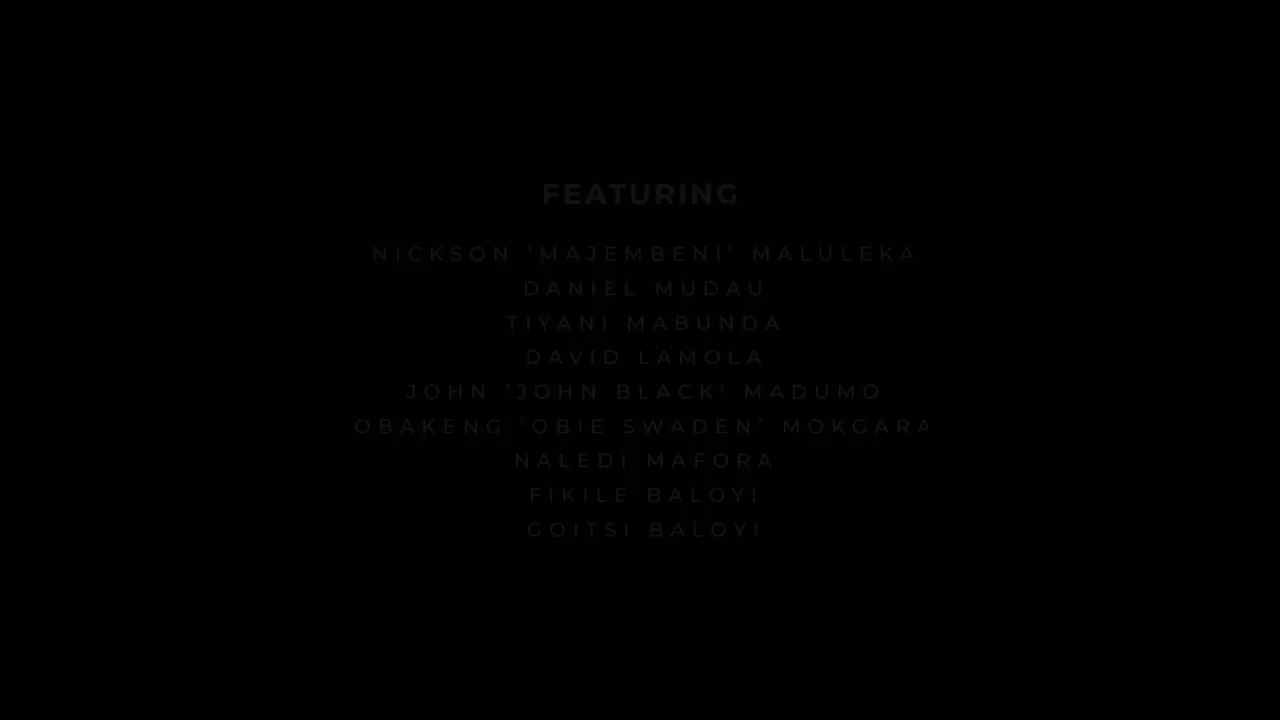 FEATURING
NICKSON 'MAJEMBENI' MALULEKA
DANIEL MUDAU
TIYANI MABUNDA
DAVID LAMOLA
JOHN 'JOHN BLACK' MADUMO
OBAKENG 'OBIE SWADEN' MOKGARA
NALEDI MAFORA
FIKILE BALOYI
GOITSI BALOYI